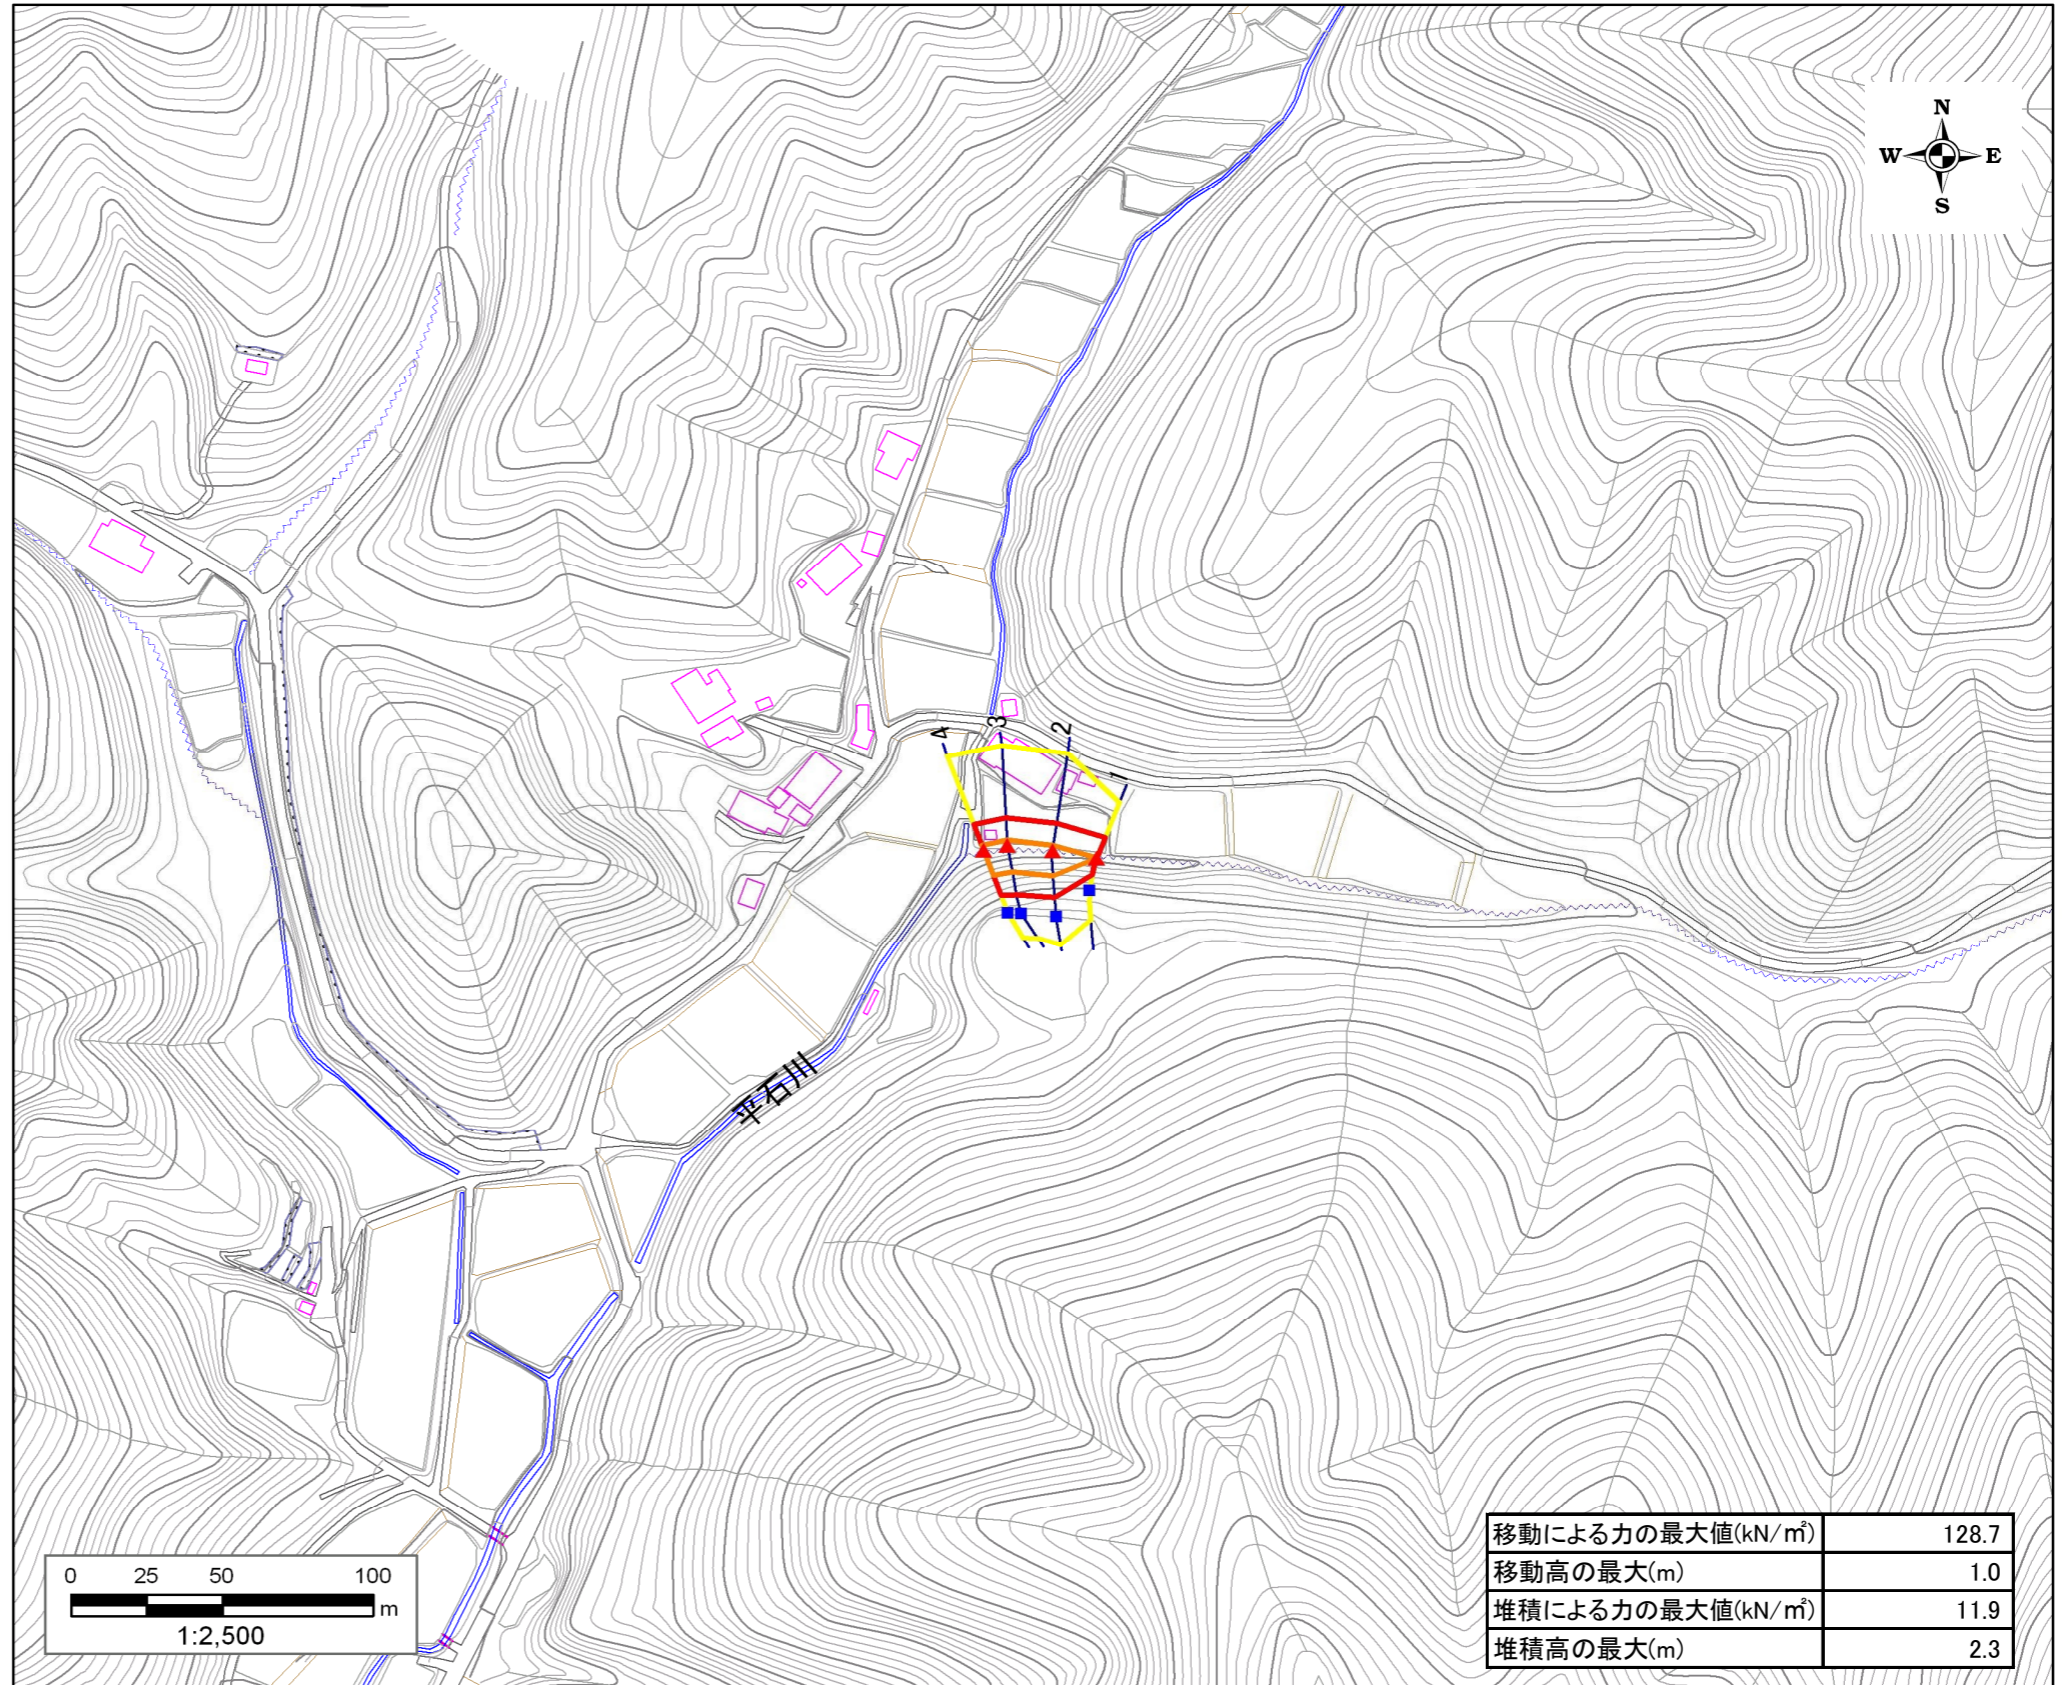 N
W E
S
4
3
2
1
平石川
移動による力の最大値(kN/㎡) 128.7
移動高の最大(m) 1.0
堆積による力の最大値(kN/㎡) 11.9
堆積高の最大(m) 2.3
0 25 50 100
m
1:2,500